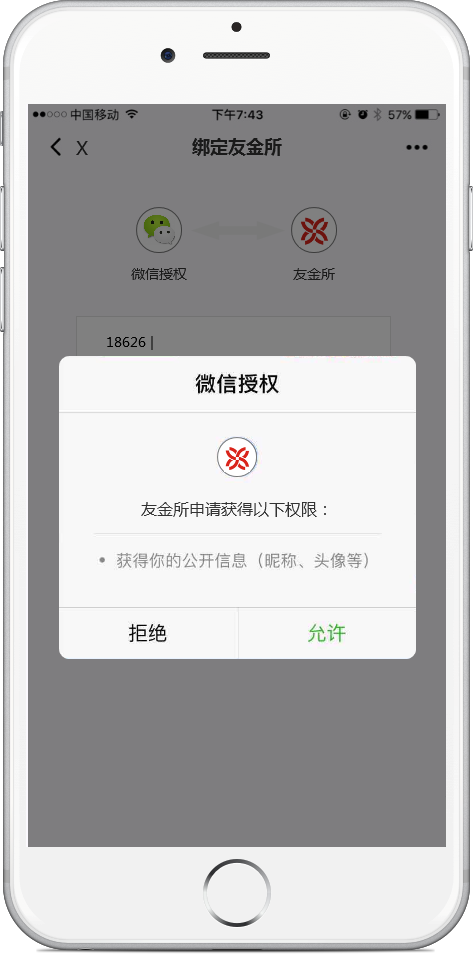 中国移动 下午7:43 57%
X 绑定友金所
微信授权 友金所
18626
微信授权
友金所申请获得以下权限：
• 获得你的公开信息（昵称、头像等）
拒绝 允许